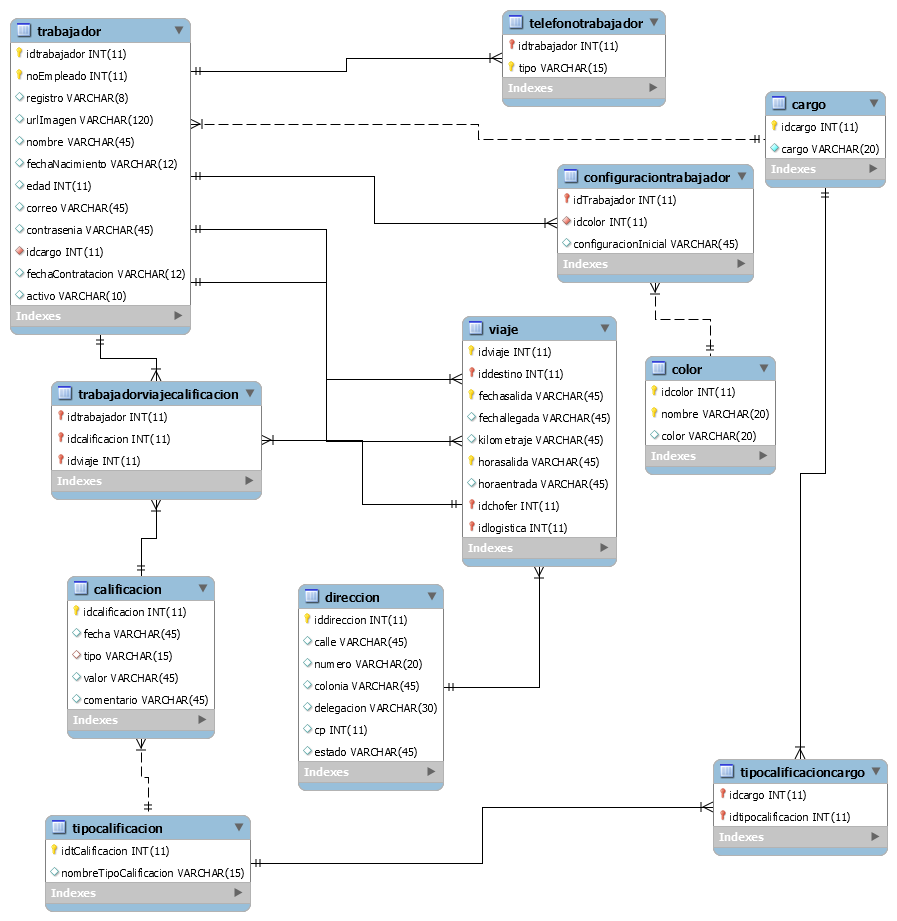 trabajador
idtrabajador INT(11)
noEmpleado INT(11)
registro VARCHAR(8)
urlImagen VARCHAR(120)
nombre VARCHAR(45)
fechaNacimiento VARCHAR(12)
edad INT(11)
correo VARCHAR(45)
contrasenia VARCHAR(45)
idcargo INT(11)
fechaContratacion VARCHAR(12)
activo VARCHAR(10)
Indexes
telefonotrabajador
idtrabajador INT(11)
tipo VARCHAR(15)
Indexes
cargo
idcargo INT(11)
cargo VARCHAR(20)
Indexes
configuraciontrabajador
idTrabajador INT(11)
idcolor INT(11)
configuracionInicial VARCHAR(45)
Indexes
viaje
idviaje INT(11)
iddestino INT(11)
fechasalida VARCHAR(45)
fechallegada VARCHAR(45)
kilometraje VARCHAR(45)
horasalida VARCHAR(45)
horaentrada VARCHAR(45)
idchofer INT(11)
idlogistica INT(11)
Indexes
color
idcolor INT(11)
nombre VARCHAR(20)
color VARCHAR(20)
Indexes
trabajadorviajecalificacion
idtrabajador INT(11)
idcalificacion INT(11)
idviaje INT(11)
Indexes
calificacion
idcalificacion INT(11)
fecha VARCHAR(45)
tipo VARCHAR(15)
valor VARCHAR(45)
comentario VARCHAR(45)
Indexes
direccion
iddireccion INT(11)
calle VARCHAR(45)
numero VARCHAR(20)
colonia VARCHAR(45)
delegacion VARCHAR(30)
cp INT(11)
estado VARCHAR(45)
Indexes
tipocalificacioncargo
idcargo INT(11)
idtipocalificacion INT(11)
Indexes
tipocalificacion
idtCalificacion INT(11)
nombreTipoCalificacion VARCHAR(15)
Indexes